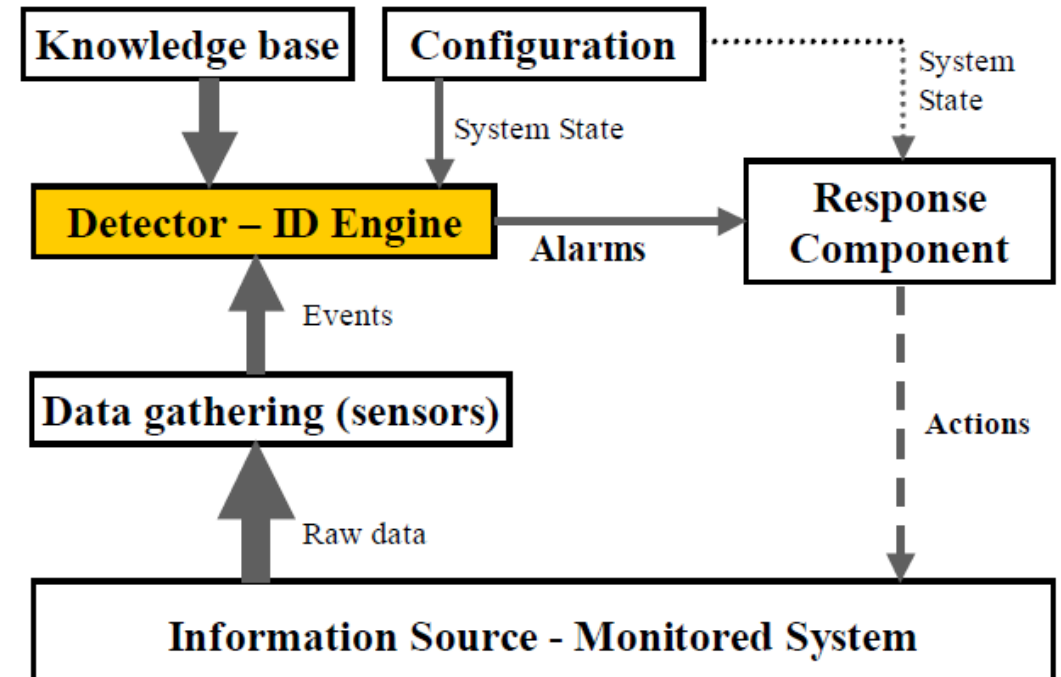 Knowledge base
Configuration
System
State
System State
Detector – ID Engine
Response
Component
Alarms
Events
Data gathering (sensors)
Actions
Raw data
Information Source - Monitored System